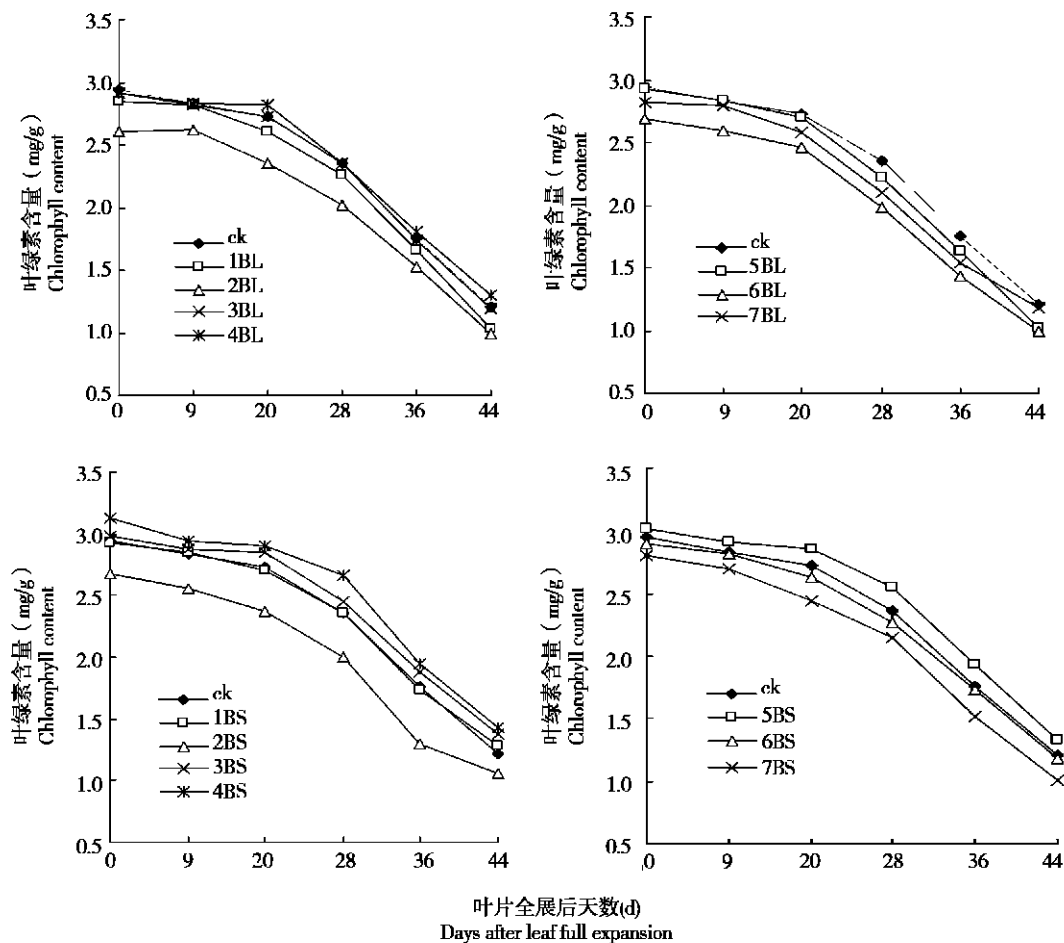 3.5
3.0
2.5
2.0
1.5
1.0
0.5
叶绿素含量（mg/g）
Chlorophyll content
ck
1BL
2BL
3BL
4BL
0 9 20 28 36 44
3.5
3.0
2.5
2.0
1.5
1.0
0.5
叶绿素含量（mg/g）
Chlorophyll content
ck
5BL
6BL
7BL
0 9 20 28 36 44
3.5
3.0
2.5
2.0
1.5
1.0
0.5
叶绿素含量（mg/g）
Chlorophyll content
ck
1BS
2BS
3BS
4BS
0 9 20 28 36 44
3.5
3.0
2.5
2.0
1.5
1.0
0.5
叶绿素含量（mg/g）
Chlorophyll cuntent
ck
5BS
6BS
7BS
0 9 20 28 36 44
叶片全展后天数(d)
Days after leaf full expansion